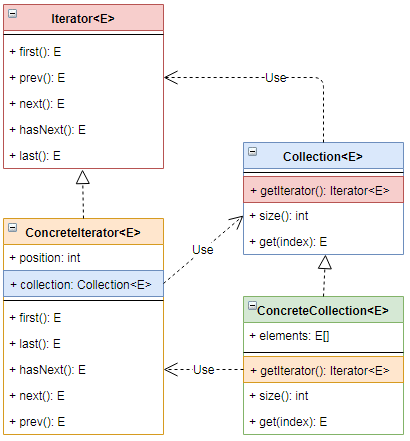 Iterator<E>
+ first(): E
+ prev(): E
+ next(): E
+ hasNext(): E
+ last(): E
Use
Collection<E>
+ getIterator(): Iterator<E>
+ size(): int
+ get(index): E
ConcreteIterator<E>
+ position: int
+ collection: Collection<E>
+ first(): E
+ last(): E
+ hasNext(): E
+ next(): E
+ prev(): E
Use
ConcreteCollection<E>
+ elements: E[]
+ getIterator(): Iterator<E>
+ size(): int
+ get(index): E
Use